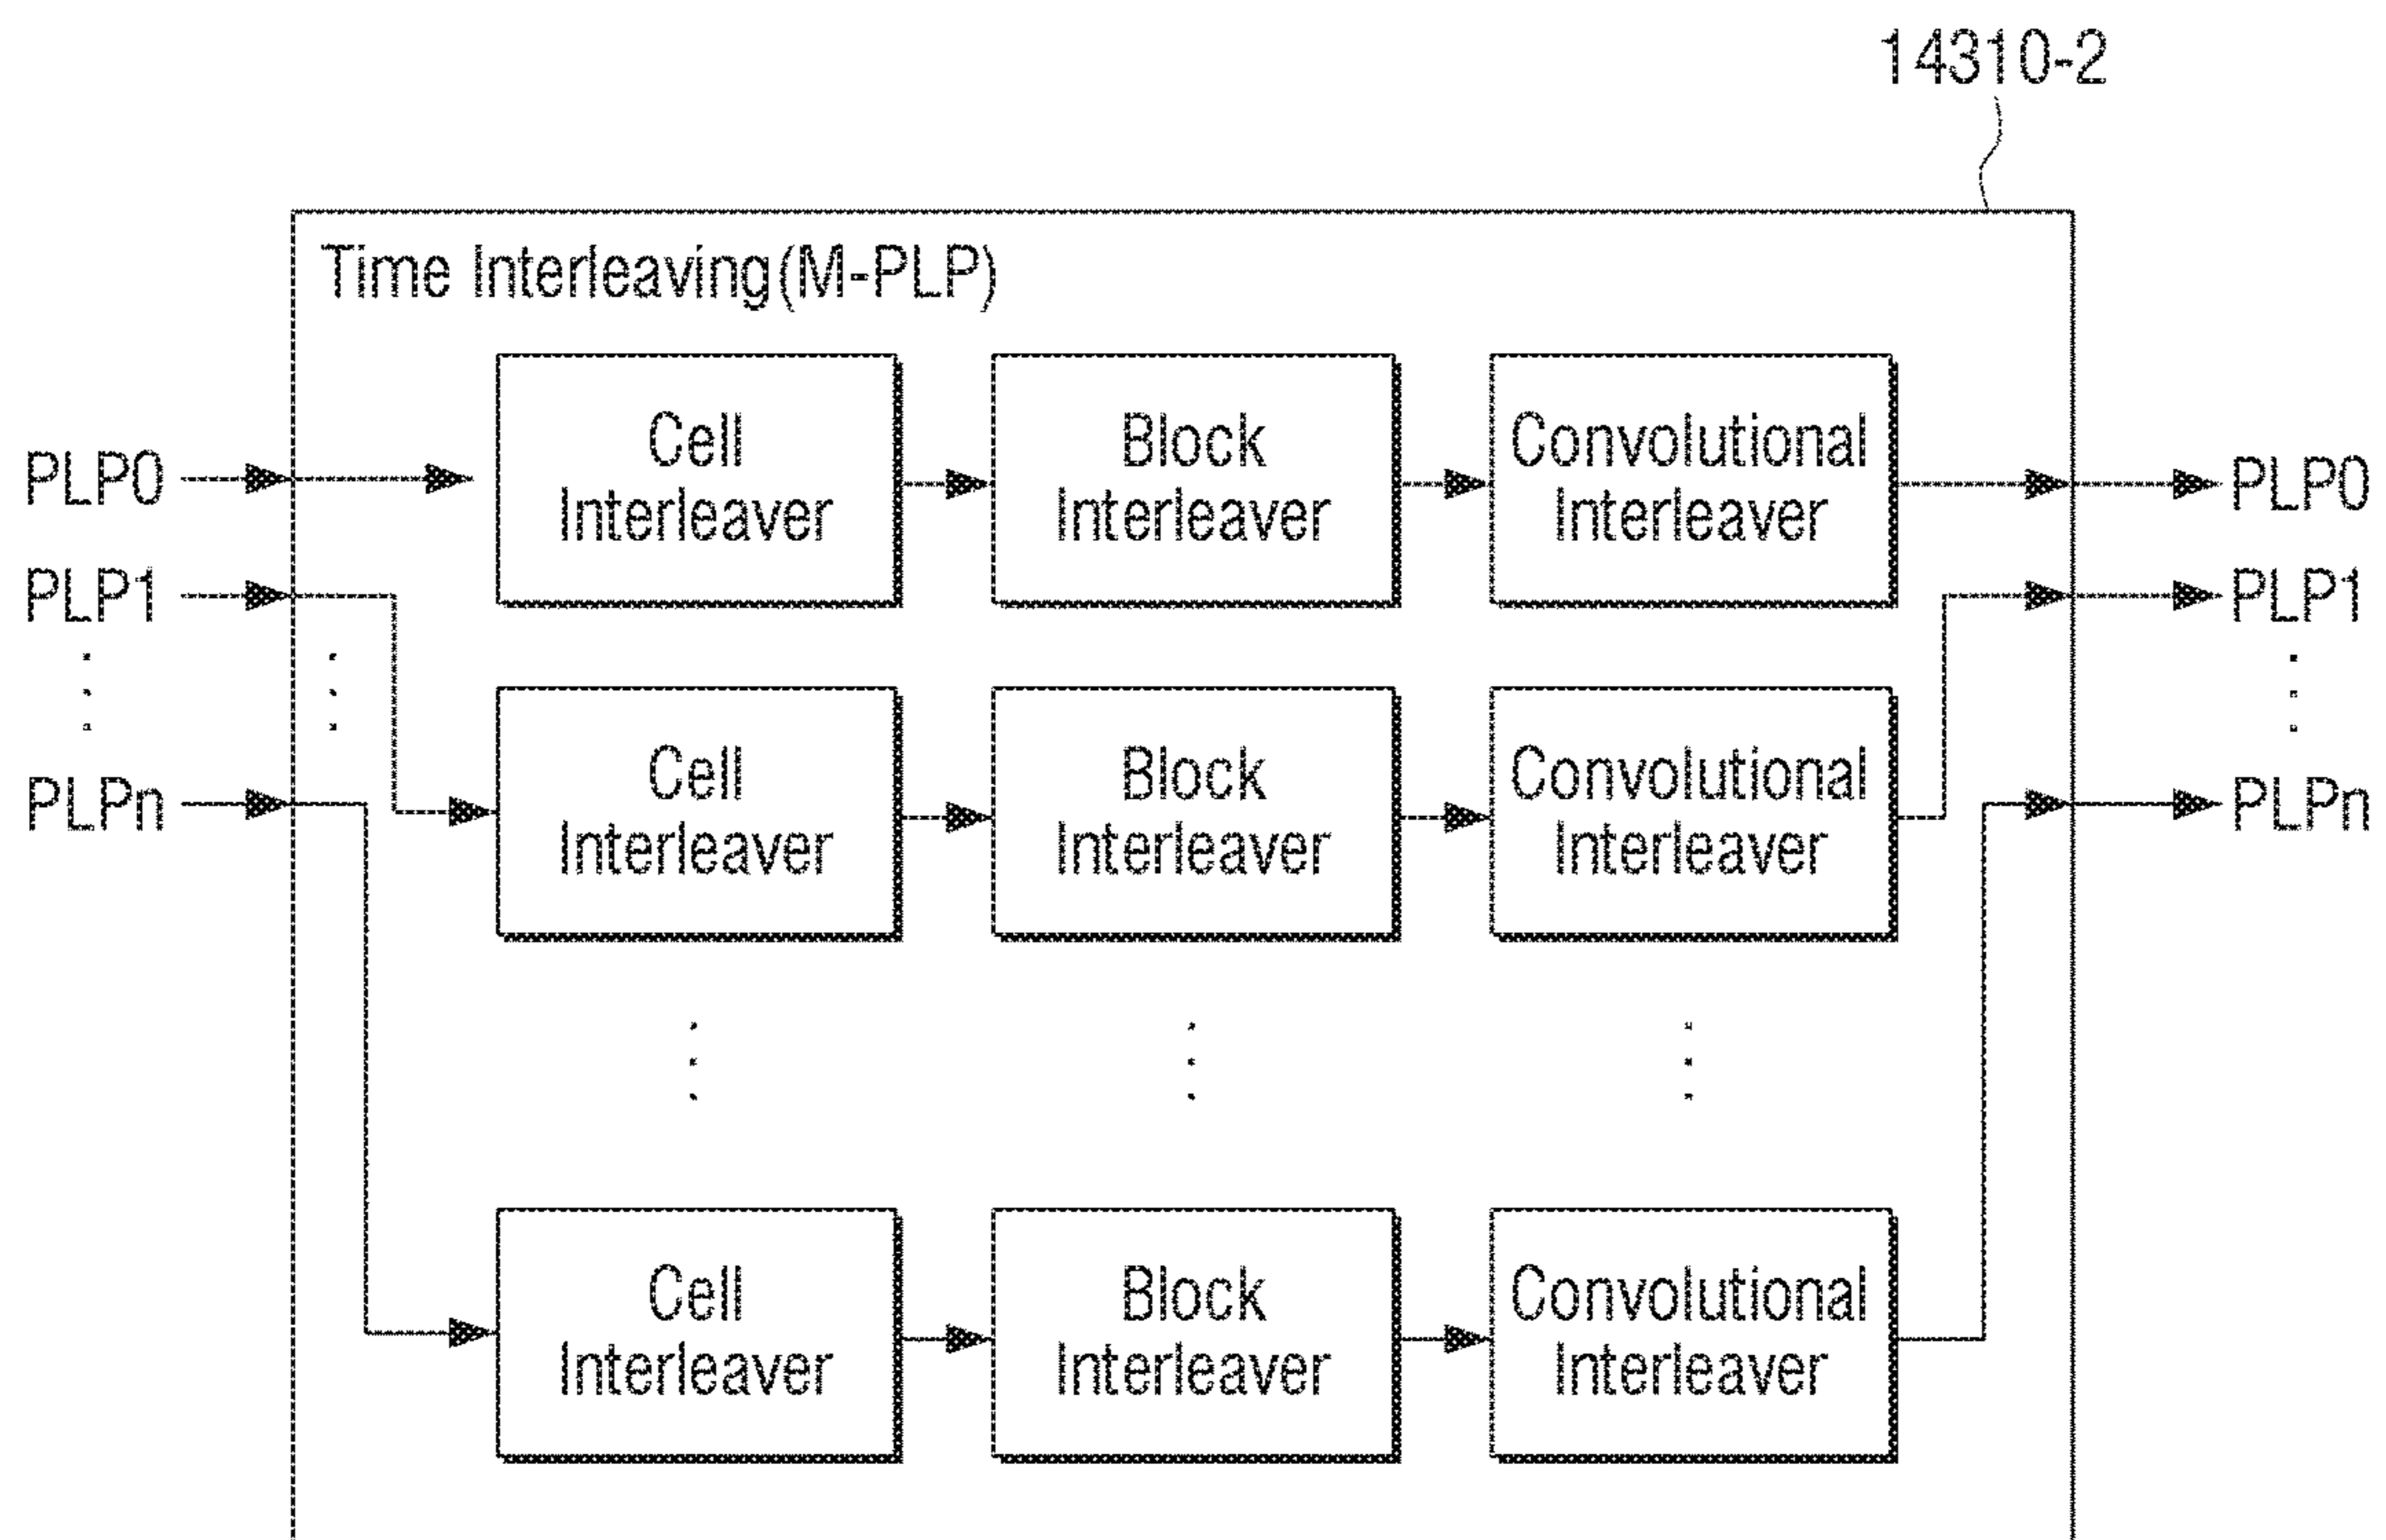 14310-2
Time Interleaving(M-PLP)
Cell
Interleaver
Block
Interleaver
Convolutional
Interleaver
PLP0
PLP0
PLP1
PLP1
Cell
Interleaver
Block
Interleaver
Convolutional
Interleaver
PLPn
PLPn
Cell
Interleaver
Block
Interleaver
Convolutional
Interleaver